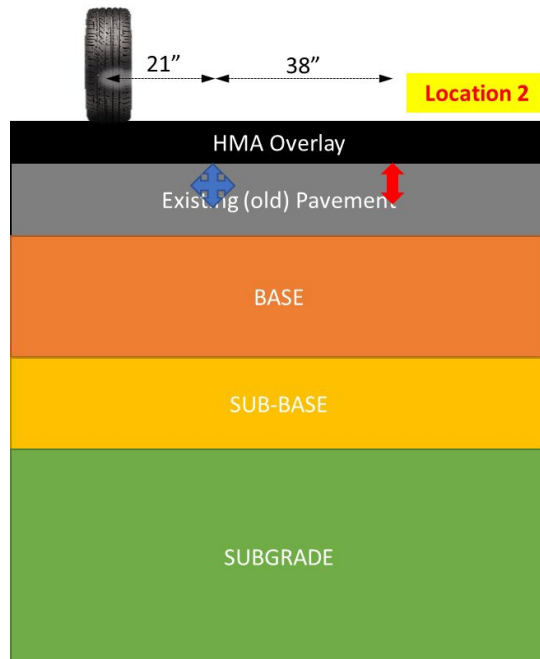 21”
38”
Location 2
HMA Overlay
Existing (old) Pavement
BASE
SUB-BASE
SUBGRADE